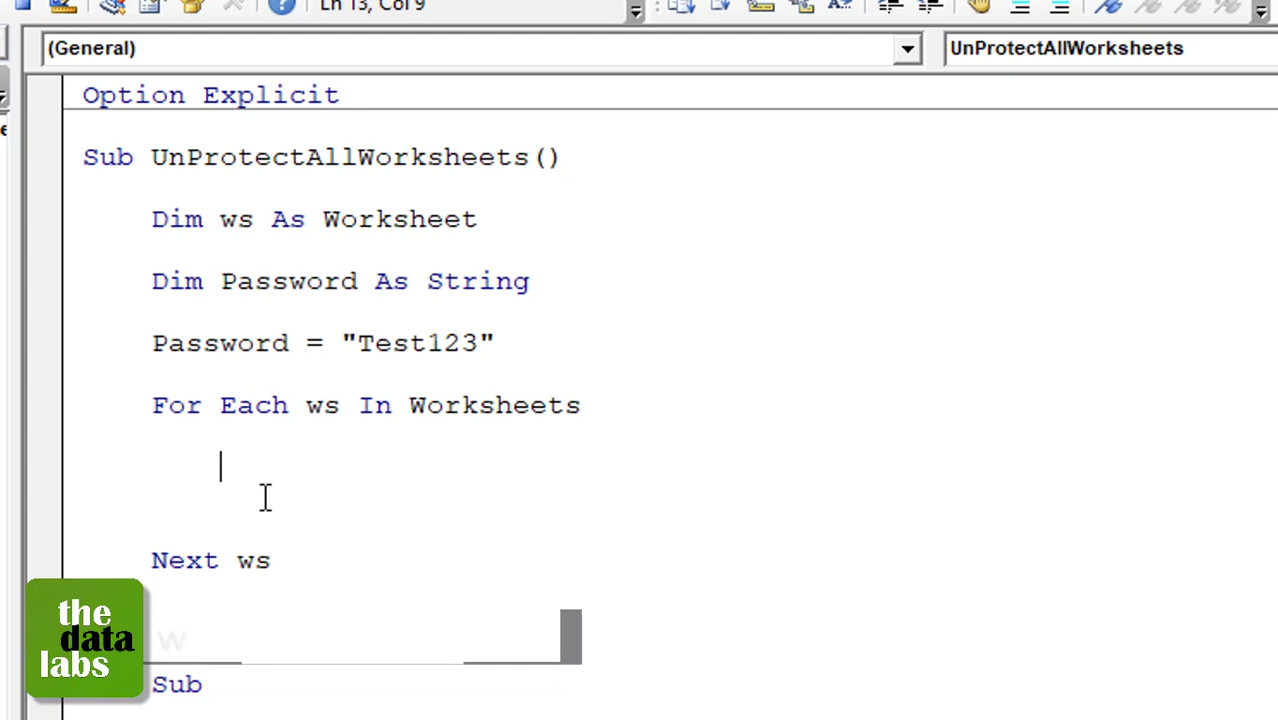 Ln 13, Col 9
(General)
UnProtectAllWorksheets
Option Explicit
Sub UnProtectAllWorksheets()
Dim ws As Worksheet
Dim Password As String
Password = "Test123"
For Each ws In Worksheets
Next ws
the
data
labs
w
Sub